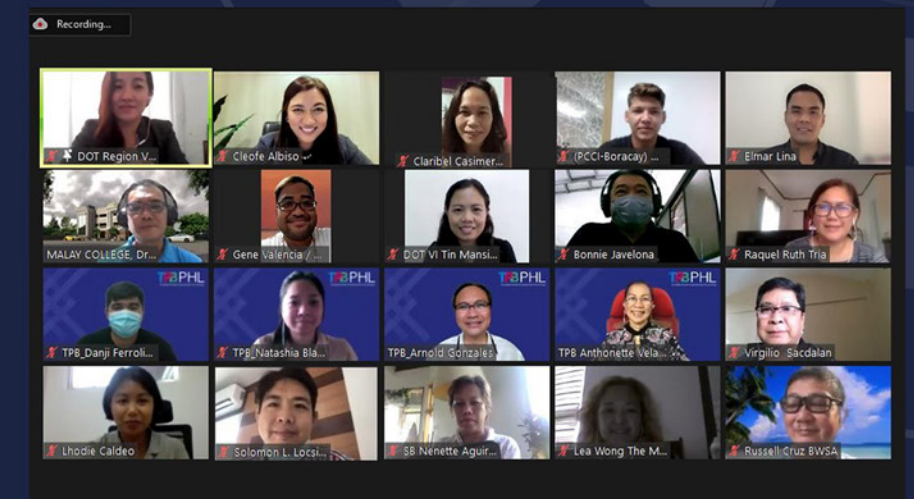 Recording...
DOT Region V...
Cleofe Albiso
Claribel Casimer...
(PCCI-Boracay) ...
Elmar Lina
MALAY COLLEGE, Dr...
Gene Valencia / ...
DOT VI Tin Mansi...
Bonnie Javelona
Raquel Ruth Tria
TPBPHL
TPBPHL
TPBPHL
TPBPHL
TPB_Danji Ferroli...
TPB_Natashia Bla...
TPB_Arnold Gonzales
TPB Anthonette Vela...
Virgilio Sacdalan
Lhodie Caldeo
Solomon L. Locsi...
SB Nenette Aguir...
Lea Wong The M...
Russell Cruz BWSA